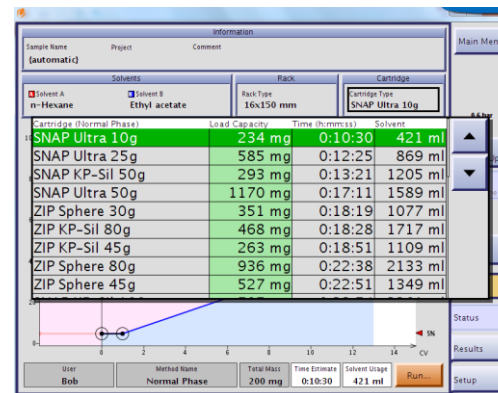 Information
Sample Name Project Comment
(automatic)
Main Men
Solvents Rack Cartridge
Solvent A Solvent B Rack Type Cartridge Type
n-Hexane Ethyl acetate 16x150 mm SNAP Ultra 10g
Cartridge (Normal Phase) Load Capacity Time (h:mm:ss) Solvent
SNAP Ultra 10g 234 mg 0:10:30 421 ml
SNAP Ultra 25g 585 mg 0:12:25 869 ml
SNAP KP-Sil 50g 293 mg 0:13:21 1205 ml
SNAP Ultra 50g 1170 mg 0:17:11 1589 ml
ZIP Sphere 30g 351 mg 0:18:19 1077 ml
ZIP KP-Sil 80g 468 mg 0:18:28 1717 ml
ZIP KP-Sil 45g 263 mg 0:18:51 1109 ml
ZIP Sphere 80g 936 mg 0:22:38 2133 ml
ZIP Sphere 45g 527 mg 0:22:51 1349 ml
20
0 5%
0 2 4 6 8 10 12 14 CV
Status
Results
Setup
User Method Name Total Mass Time Estimate Solvent Usage
Bob Normal Phase 200 mg 0:10:30 421 ml
Run...